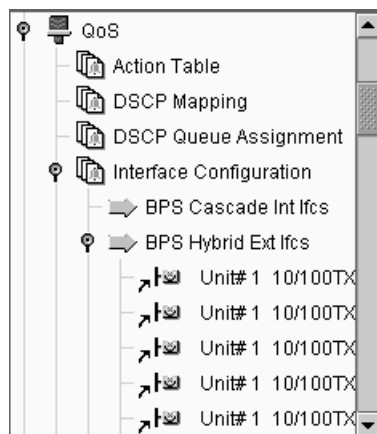 QoS
Action Table
DSCP Mapping
DSCP Queue Assignment
Interface Configuration
BPS Cascade Int Ifcs
BPS Hybrid Ext Ifcs
Unit# 1 10/100TX
Unit# 1 10/100TX
Unit# 1 10/100TX
Unit# 1 10/100TX
Unit# 1 10/100TX